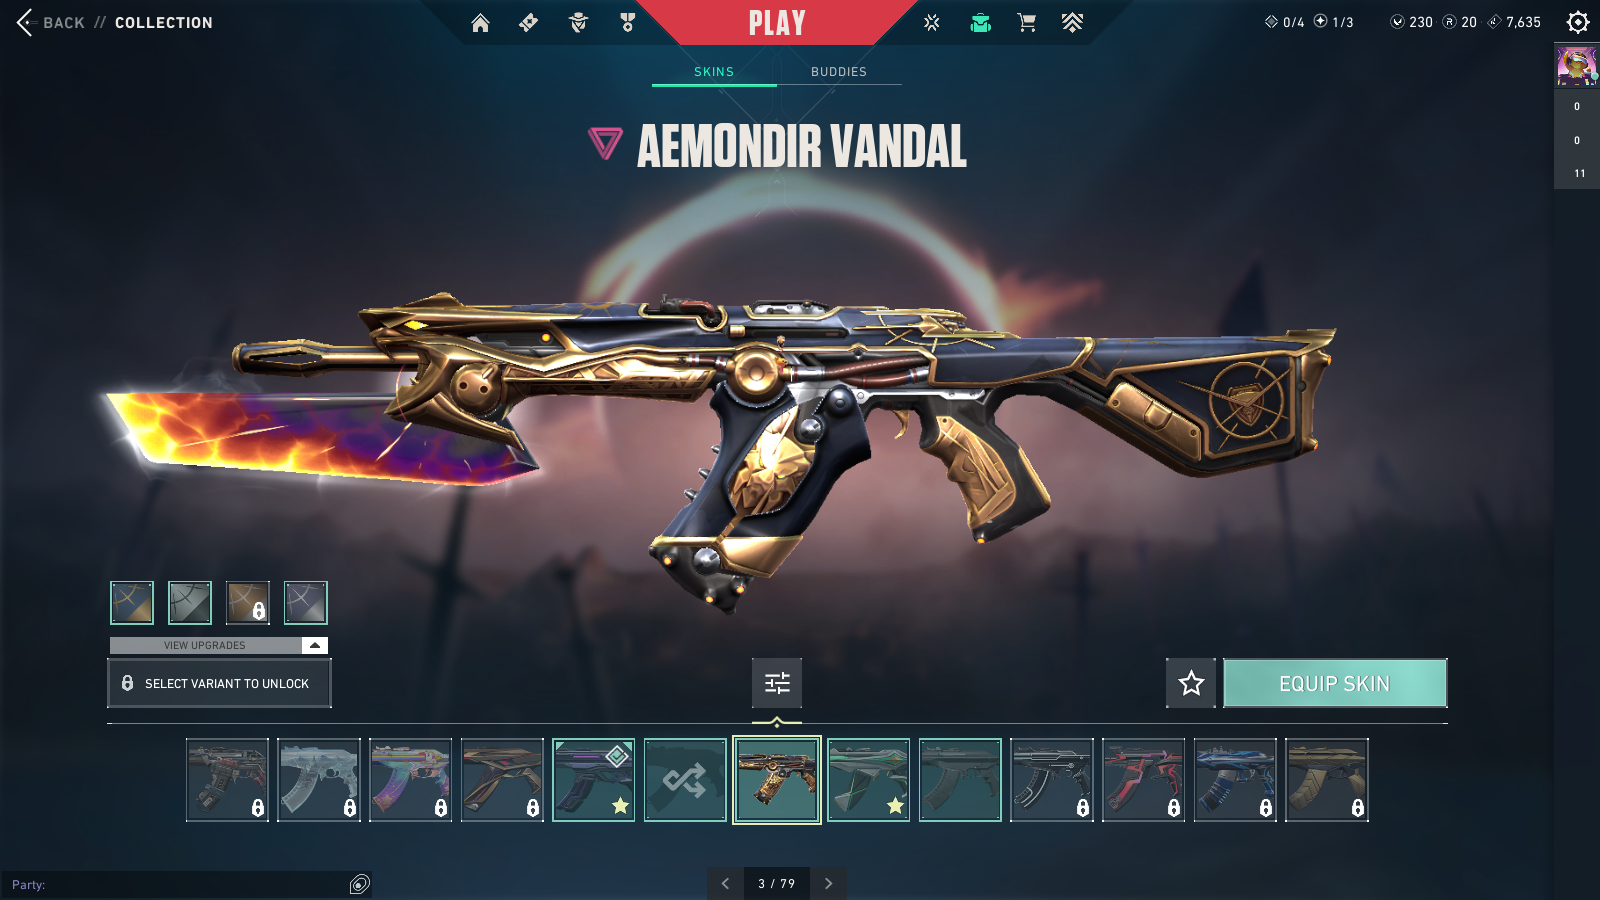 BACK // COLLECTION
PLAY
0/4
1/3
230
20
7,635
SKINS
BUDDIES
AEMONDIR VANDAL
0
0
11
VIEW UPGRADES
SELECT VARIANT TO UNLOCK
EQUIP SKIN
Party:
3 / 79